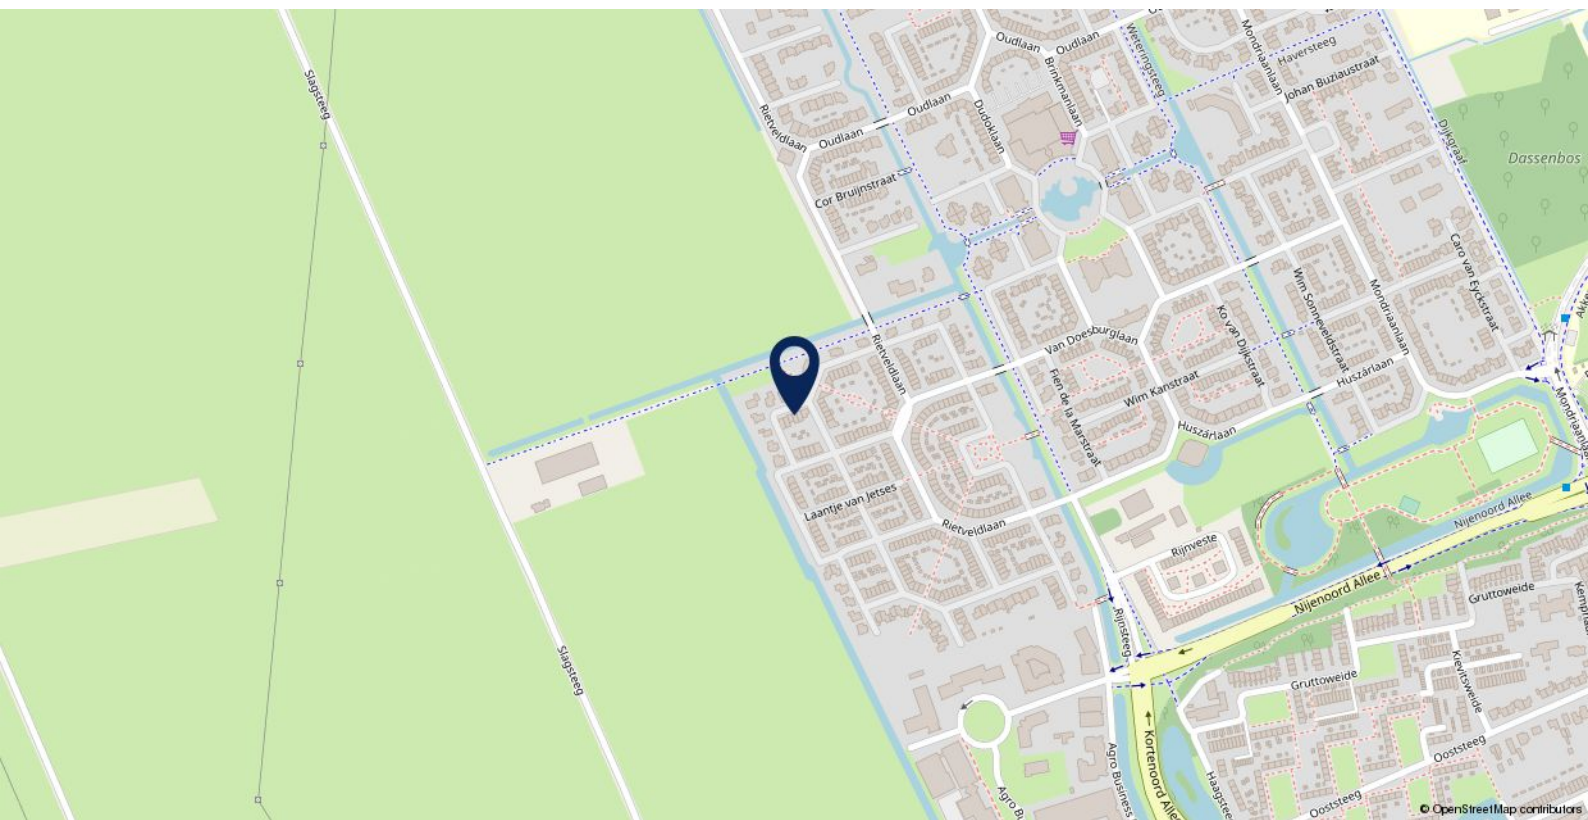 Oudlaan
Oudlaan
Weteringsteeg
Mondriaanlaan
Haversteeg
Johan Buziaustraat
Slagsteeg
Brinkmanlaan
Oudlaan
Dudoklaan
Rietveldlaan
Oudlaan
Dijkgraaf
Dassenbos
Cor Bruijnstraat
Caro van Eyckstraat
Wim Sonneveldstraat
Mondriaanlaan
Ko van Dijkstraat
Van Doesburglaan
Rietveldlaan
Huszárlaan
Fien de la Marstraat
Wim Kanstraat
Mondriaanlaan
Huszárlaan
Laantje van Jetses
Rietveldlaan
Nijenoord Allee
Rijnveste
Nijenoord Allee
Gruttoweide
Rijnsteeg
Slagsteeg
Kievitsweide
Gruttoweide
Kortenoord Allee
Agro Business
Ooststeeg
Haagsteeg
Ooststeeg
© OpenStreetMap contributors